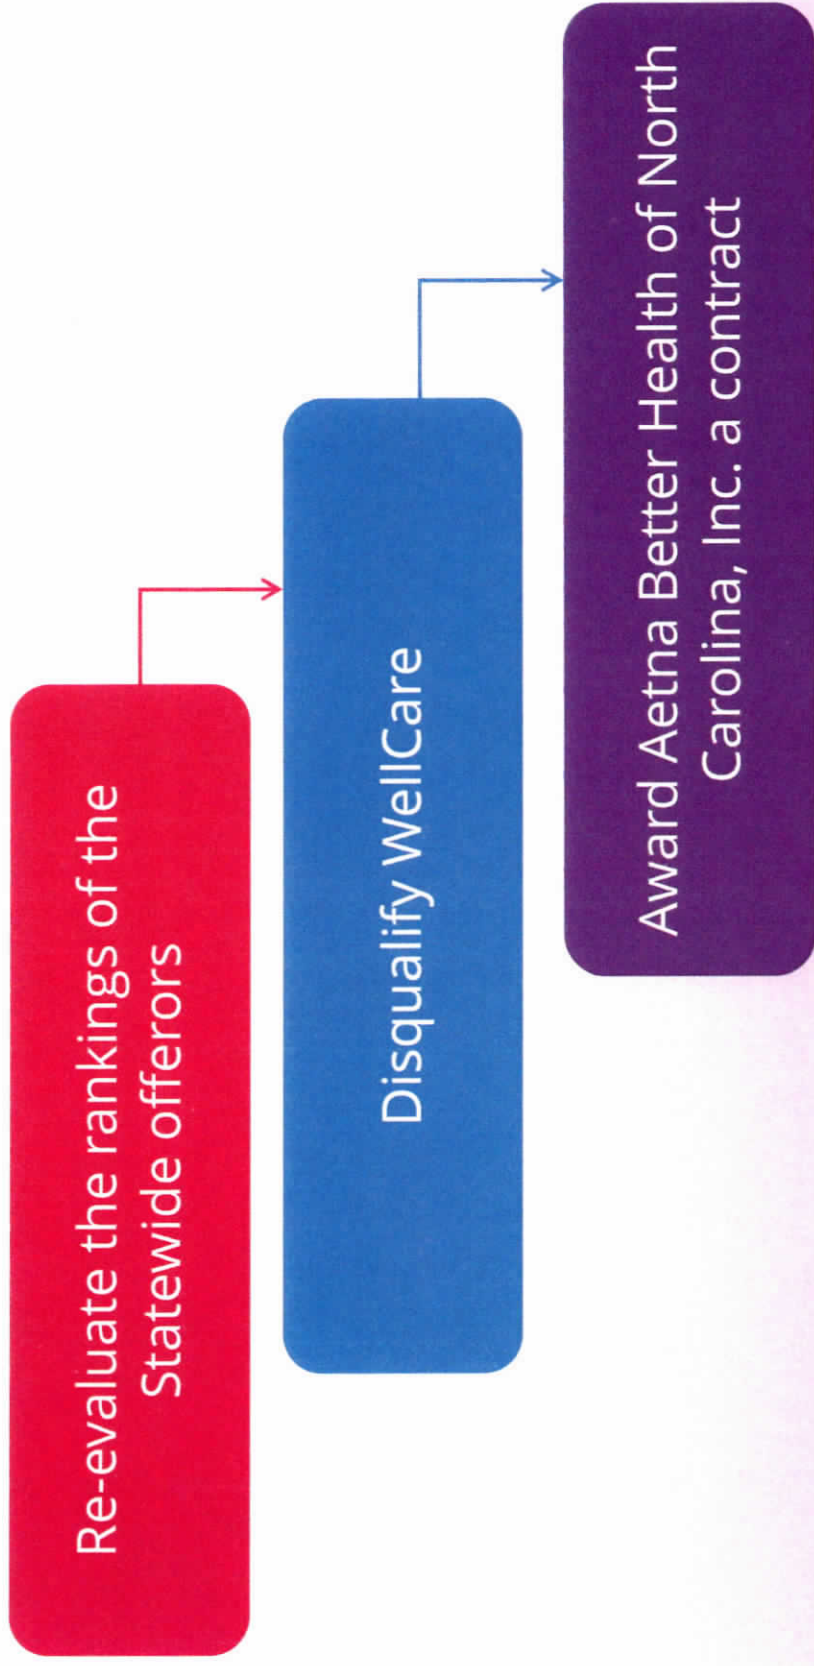 Re-evaluate the rankings of the
Statewide offerors
Disqualify WellCare
Award Aetna Better Health of North
Carolina, Inc. a contract